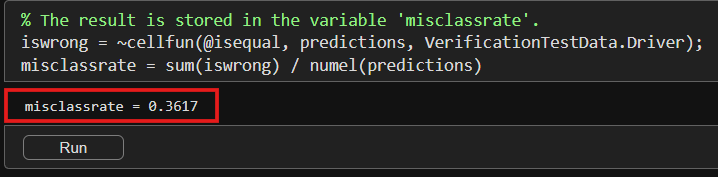 % The result is stored in the variable 'misclassrate'.
iswrong = ~cellfun(@isequal, predictions, VerificationTestData.Driver);
misclassrate = sum(iswrong) / numel(predictions)
misclassrate = 0.3617
Run